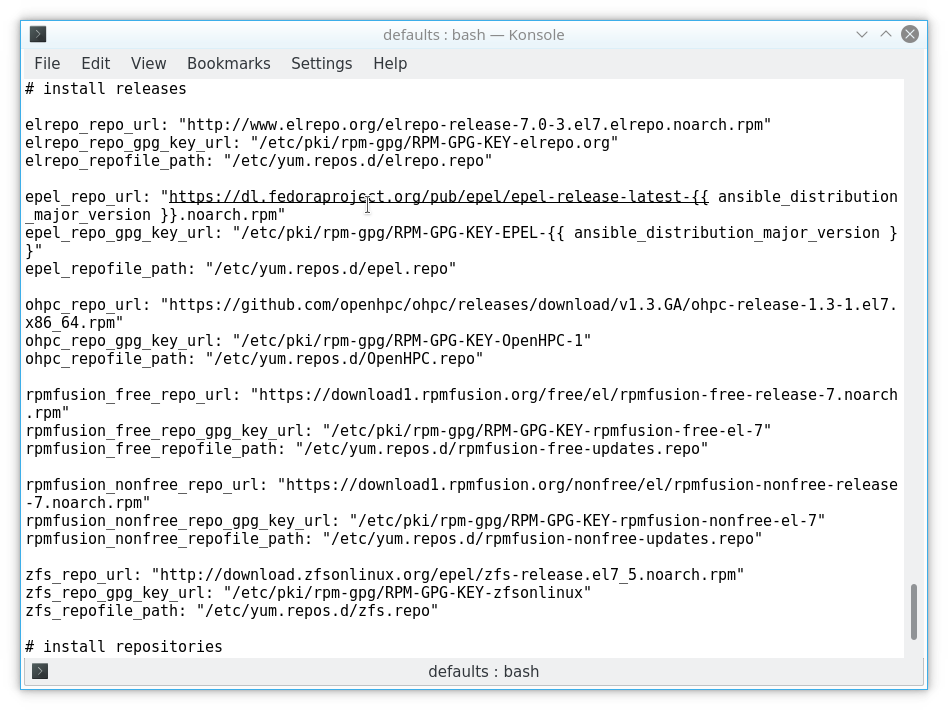 defaults : bash — Konsole
File Edit View Bookmarks Settings Help
# install releases
elrepo_repo_url: "http://www.elrepo.org/elrepo-release-7.0-3.el7.elrepo.noarch.rpm"
elrepo_repo_gpg_key_url: "/etc/pki/rpm-gpg/RPM-GPG-KEY-elrepo.org"
elrepo_repofile_path: "/etc/yum.repos.d/elrepo.repo"
epel_repo_url: "https://dl.fedoraproject.org/pub/epel/epel-release-latest-{{ ansible_distribution
_major_version }}.noarch.rpm"
epel_repo_gpg_key_url: "/etc/pki/rpm-gpg/RPM-GPG-KEY-EPEL-{{ ansible_distribution_major_version }
}"
epel_repofile_path: "/etc/yum.repos.d/epel.repo"
ohpc_repo_url: "https://github.com/openhpc/ohpc/releases/download/v1.3.GA/ohpc-release-1.3-1.el7.
x86_64.rpm"
ohpc_repo_gpg_key_url: "/etc/pki/rpm-gpg/RPM-GPG-KEY-OpenHPC-1"
ohpc_repofile_path: "/etc/yum.repos.d/OpenHPC.repo"
rpmfusion_free_repo_url: "https://download1.rpmfusion.org/free/el/rpmfusion-free-release-7.noarch
.rpm"
rpmfusion_free_repo_gpg_key_url: "/etc/pki/rpm-gpg/RPM-GPG-KEY-rpmfusion-free-el-7"
rpmfusion_free_repofile_path: "/etc/yum.repos.d/rpmfusion-free-updates.repo"
rpmfusion_nonfree_repo_url: "https://download1.rpmfusion.org/nonfree/el/rpmfusion-nonfree-release
-7.noarch.rpm"
rpmfusion_nonfree_repo_gpg_key_url: "/etc/pki/rpm-gpg/RPM-GPG-KEY-rpmfusion-nonfree-el-7"
rpmfusion_nonfree_repofile_path: "/etc/yum.repos.d/rpmfusion-nonfree-updates.repo"
zfs_repo_url: "http://download.zfsonlinux.org/epel/zfs-release.el7_5.noarch.rpm"
zfs_repo_gpg_key_url: "/etc/pki/rpm-gpg/RPM-GPG-KEY-zfsonlinux"
zfs_repofile_path: "/etc/yum.repos.d/zfs.repo"
# install repositories
defaults : bash